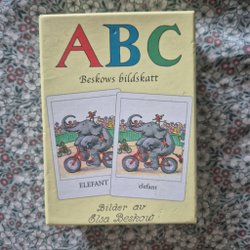 ABC
Beskows bildskatt
ELEFANT elefant
Bilder av
Elsa Beskow